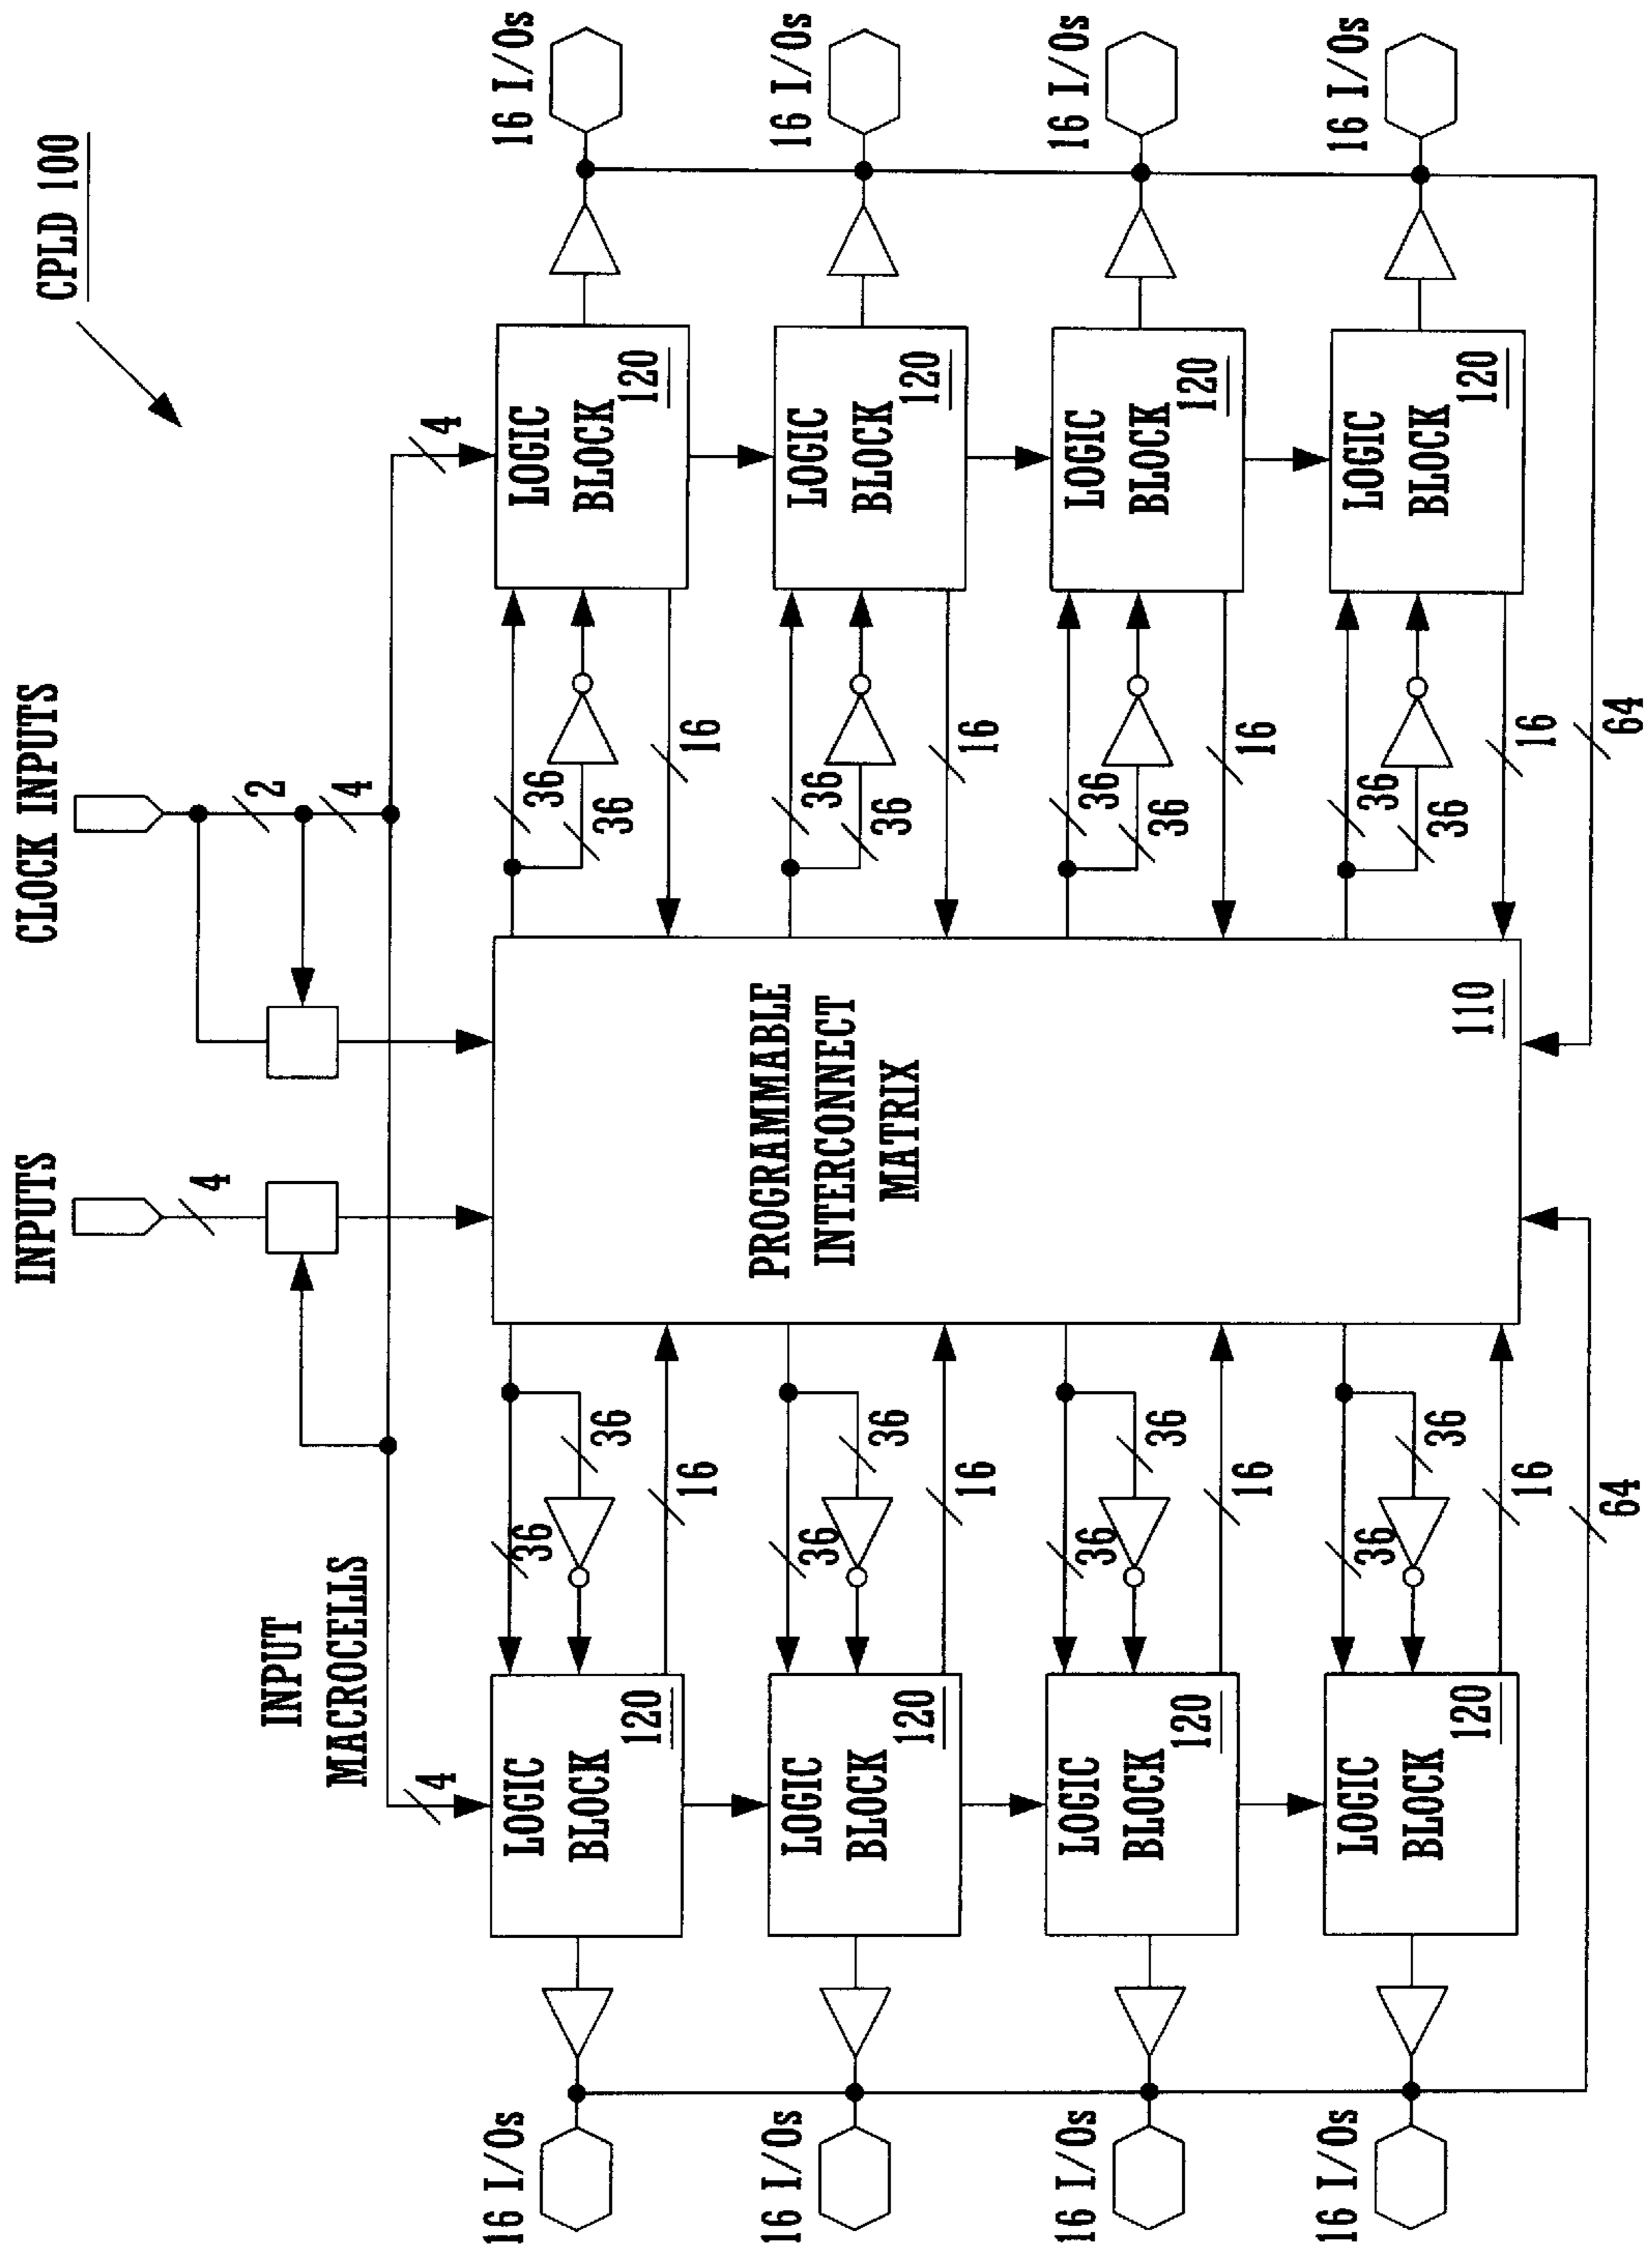 CPLD 100
INPUTS
CLOCK INPUTS
4
2
INPUT
MACROCELLS
4
4
4
16 I/Os
LOGIC
BLOCK
120
36
36
16
36
36
16
LOGIC
BLOCK
120
16 I/Os
PROGRAMMABLE
INTERCONNECT
MATRIX
110
16 I/Os
LOGIC
BLOCK
120
36
36
16
36
36
16
LOGIC
BLOCK
120
16 I/Os
16 I/Os
LOGIC
BLOCK
120
36
36
16
36
36
16
LOGIC
BLOCK
120
16 I/Os
16 I/Os
LOGIC
BLOCK
120
36
36
16
36
36
16
LOGIC
BLOCK
120
16 I/Os
64
64